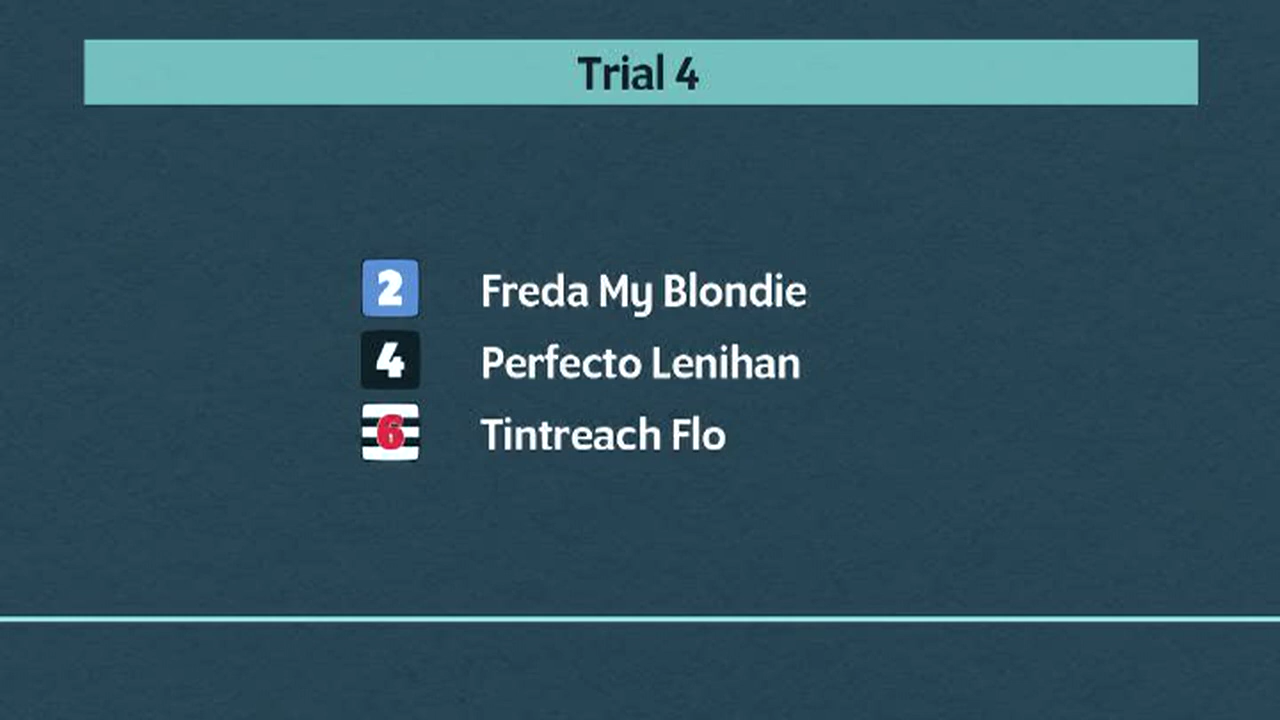 Trial 4
2 Freda My Blondie
4 Perfecto Lenihan
6 Tintreach Flo